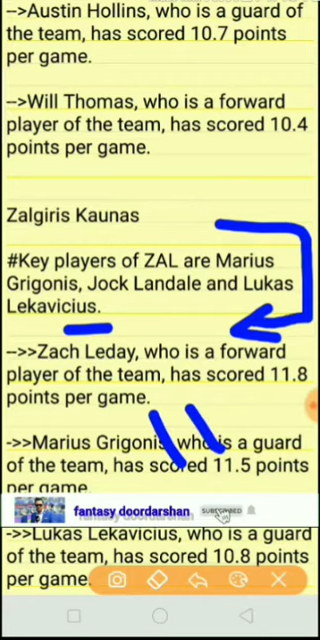 -->Austin Hollins, who is a guard of
the team, has scored 10.7 points
per game.
-->Will Thomas, who is a forward
player of the team, has scored 10.4
points per game.
Zalgiris Kaunas
#Key players of ZAL are Marius
Grigonis, Jock Landale and Lukas
Lekavicius.
-->>Zach Leday, who is a forward
player of the team, has scored 11.8
points per game.
->>Marius Grigonis, who is a guard
of the team, has scored 11.5 points
per game.
fantasy doordarshan SUBSCRIBED
->>Lukas Lekavicius, who is a guard
of the team, has scored 10.8 points
per game.